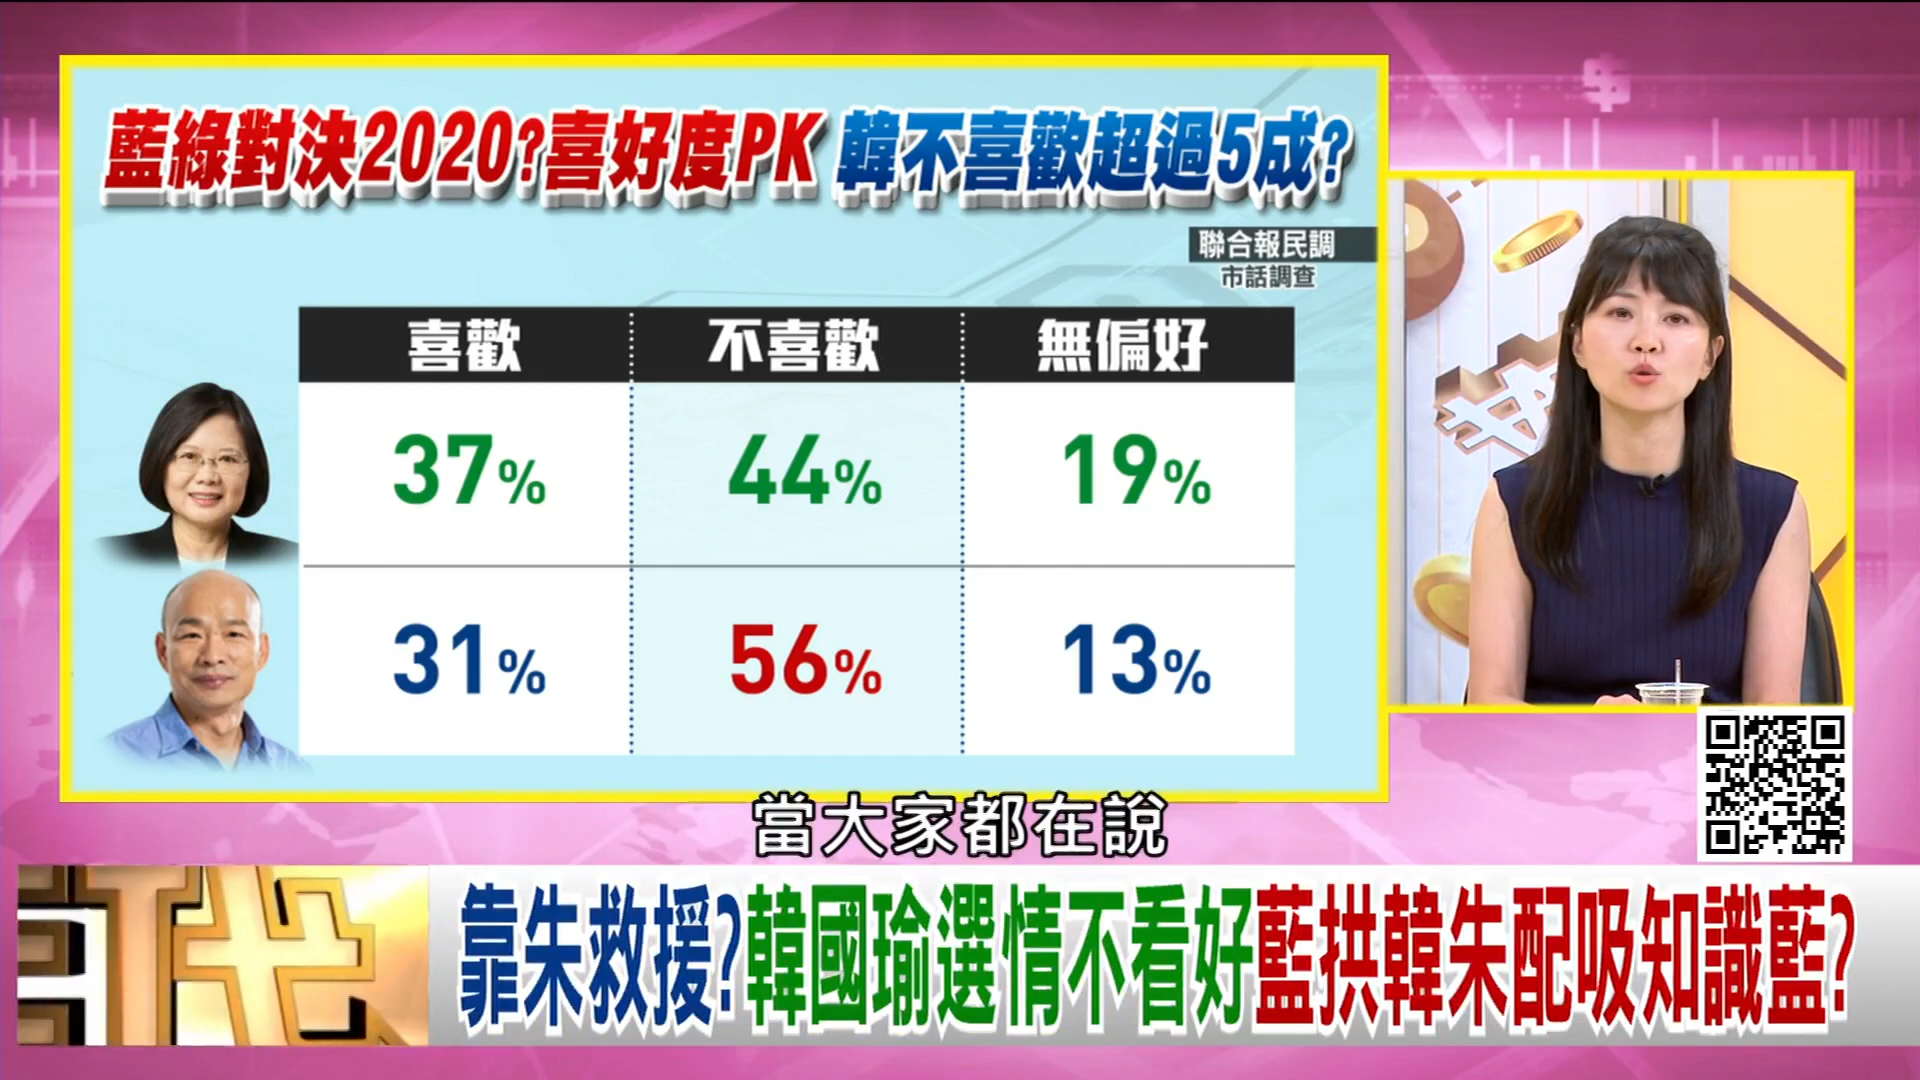 藍綠對決2020?喜好度PK 韓不喜歡超過5成?
聯合報民調
市話調查
喜歡 不喜歡 無偏好
37% 44% 19%
31% 56% 13%
當大家都在說
靠朱救援?韓國瑜選情不看好藍拱韓朱配吸知識藍?